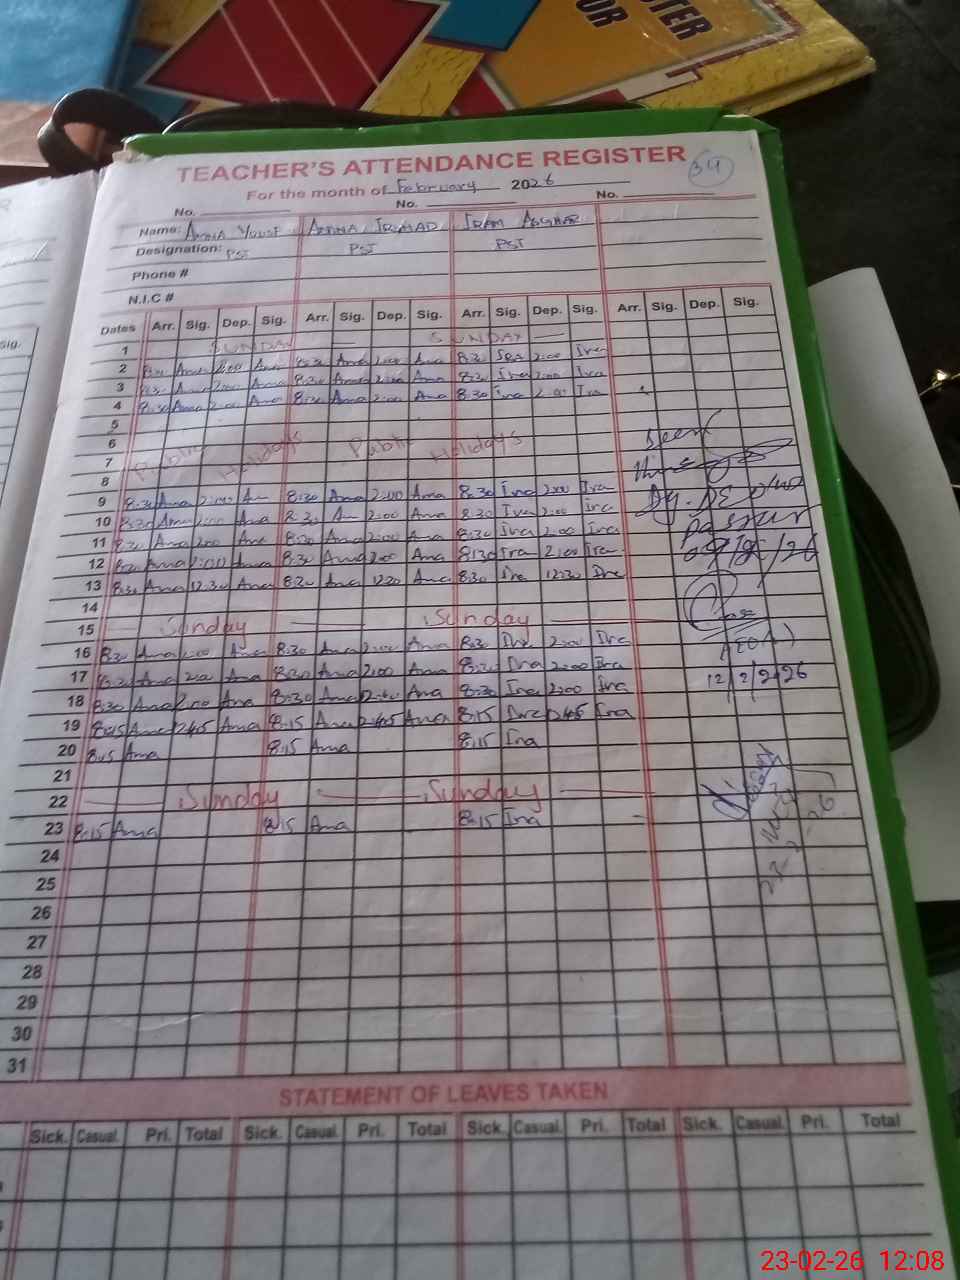 STER
OR
TEACHER'S ATTENDANCE REGISTER
34
For the month of February 2026
No. No. No.
Name: Amna Yousf Amna Irshad Iram Asghar
Designation: PST PST PST
Phone #
N.I.C #
Dates Arr. Sig. Dep. Sig. Arr. Sig. Dep. Sig. Arr. Sig. Dep. Sig. Arr. Sig. Dep. Sig.
1 SUNDAY SUNDAY
2 8:30 Ama 2:00 Ama 8:30 Ama 2:00 Ama 8:30 2:00 Ira
3 8:30 Ama 2:00 Ama 8:30 Ama 2:00 Ama 8:30 Ira 2:00 Ira
4 8:30 Ama 2:00 Ama 8:30 Ama 2:00 Ama 8:30 Ira 2:00 Ira
5
6
7 Public Holidays Public Holidays
8
9 8:30 Ama 2:00 Ama 8:30 Ama 2:00 Ama 8:30 Ira 2:00 Ira
10 8:30 Ama 2:00 Ama 8:30 Am 2:00 Ama 8:30 Ira 2:00 Ira
11 8:30 Ama 2:00 Ama 8:30 Ama 2:00 Ama 8:30 Ira 2:00 Ira
12 8:30 Ama 2:00 Ama 8:30 Ama 2:00 Ama 8:30 Ira 2:00 Ira
13 8:30 Ama 12:30 Ama 8:30 Ama 12:30 Ama 8:30 Ira 12:30 Ira
14
15 Sunday Sunday
16 8:30 Ama 2:00 Ama 8:30 Ama 2:00 Ama 8:30 Ira 2:00 Ira
17 8:30 Ama 2:00 Ama 8:30 Ama 2:00 Ama 8:30 Ira 2:00 Ira
18 8:30 Ama 2:00 Ama 8:30 Ama 2:00 Ama 8:30 Ira 2:00 Ira
19 8:15 Ama 2:45 Ama 8:15 Ama 2:45 Ama 8:15 Ira 2:45 Ira
20 8:15 Ama 8:15 Ama 8:15 Ira
21
22 Sunday Sunday
23 8:15 Ama 8:15 Ama 8:15 Ira
24
25
26
27
28
29
30
31
Seen
Dy. DEO
Pasrur
AEO
12/2/2026
STATEMENT OF LEAVES TAKEN
Sick. Casual. Pri. Total Sick. Casual. Pri. Total Sick. Casual. Pri. Total Sick. Casual. Pri. Total
23-02-26 12:08